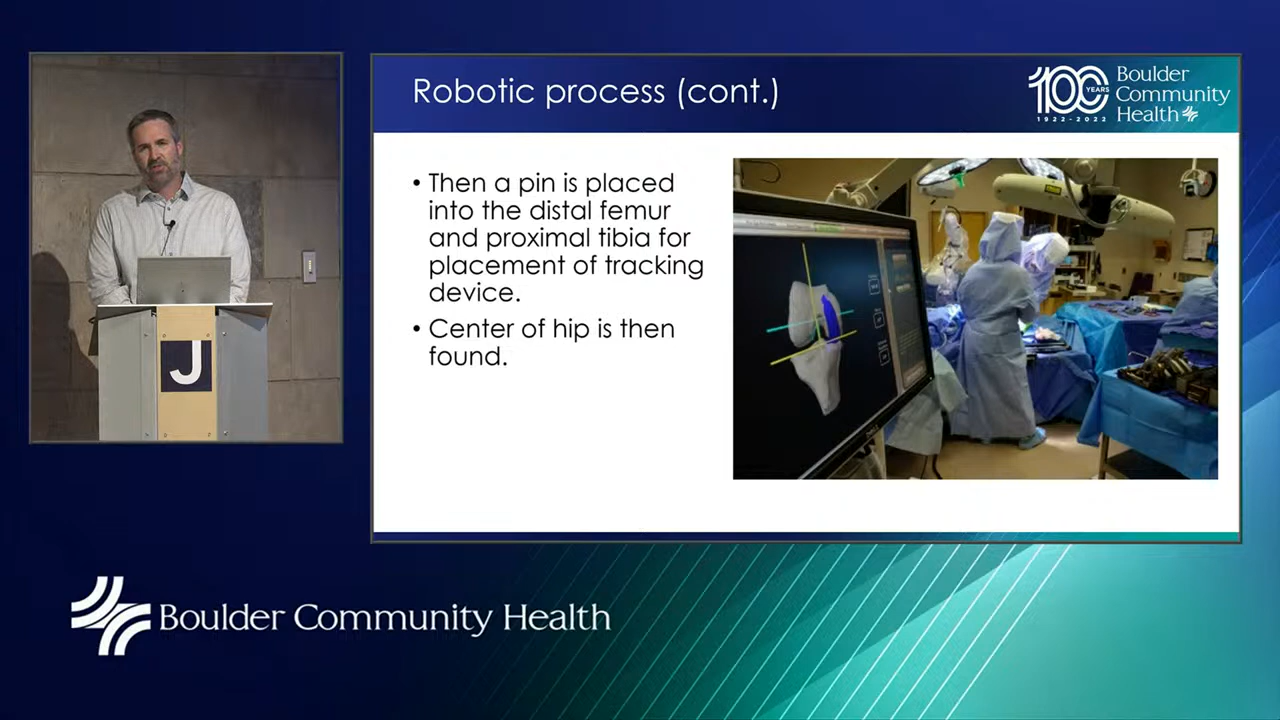 Robotic process (cont.)
100
YEARS
1922-2022
Boulder
Community
Health
• Then a pin is placed
into the distal femur
and proximal tibia for
placement of tracking
device.
• Center of hip is then
found.
DELL
J
Boulder Community Health